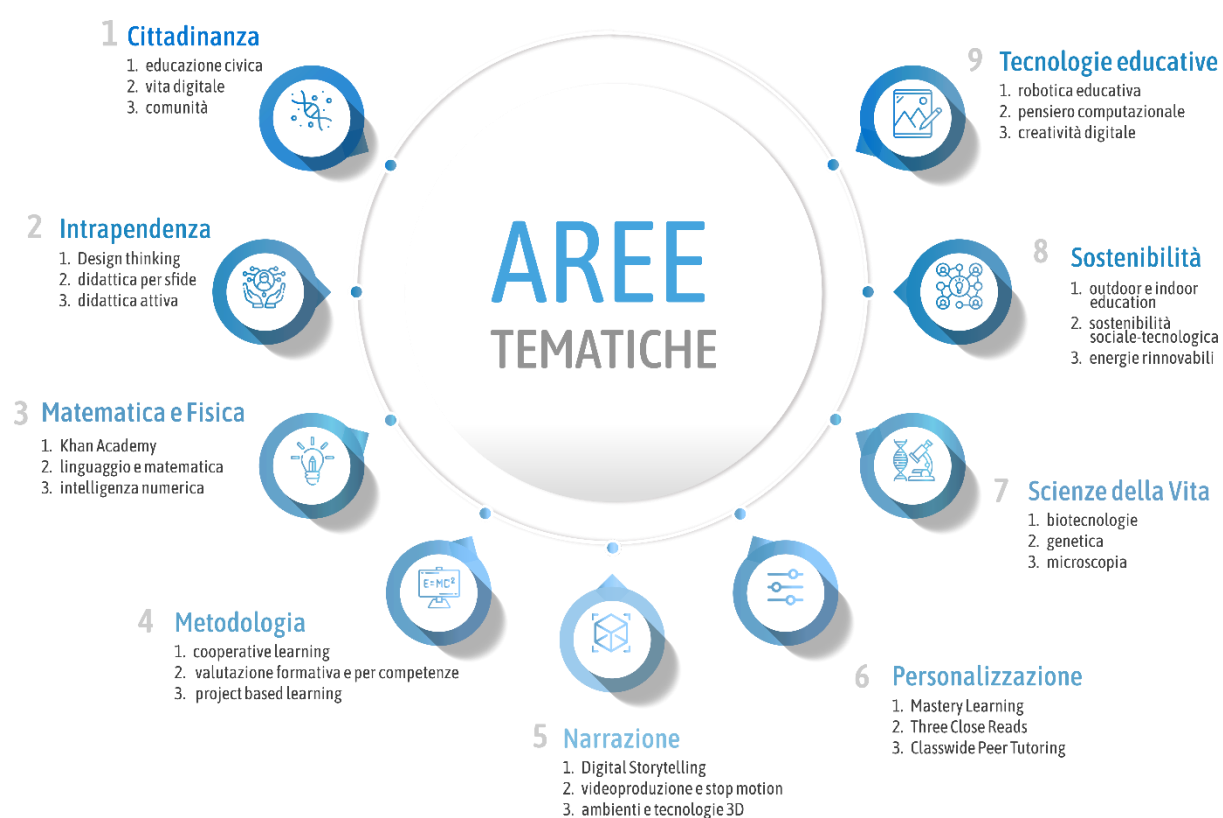 1 Cittadinanza
1. educazione civica
2. vita digitale
3. comunità
2 Intrapendenza
1. Design thinking
2. didattica per sfide
3. didattica attiva
3 Matematica e Fisica
1. Khan Academy
2. linguaggio e matematica
3. intelligenza numerica
4 Metodologia
1. cooperative learning
2. valutazione formativa e per competenze
3. project based learning
5 Narrazione
1. Digital Storytelling
2. videoproduzione e stop motion
3. ambienti e tecnologie 3D
6 Personalizzazione
1. Mastery Learning
2. Three Close Reads
3. Classwide Peer Tutoring
7 Scienze della Vita
1. biotecnologie
2. genetica
3. microscopia
8 Sostenibilità
1. outdoor e indoor
education
2. sostenibilità
sociale-tecnologica
3. energie rinnovabili
9 Tecnologie educative
1. robotica educativa
2. pensiero computazionale
3. creatività digitale
AREE
TEMATICHE
E=MC²